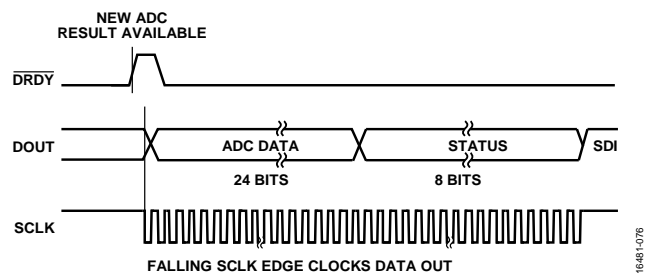 NEW ADC
RESULT AVAILABLE
DRDY
DOUT
ADC DATA
STATUS
SDI
24 BITS
8 BITS
SCLK
FALLING SCLK EDGE CLOCKS DATA OUT
16481-076